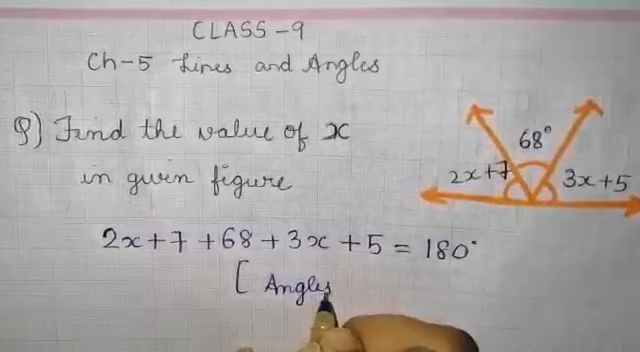 CLASS-9
Ch-5 Lines and Angles
Q) Find the value of x
in given figure
68°
2x+7
3x+5
2x+7+68+3x+5=180°
[Angles